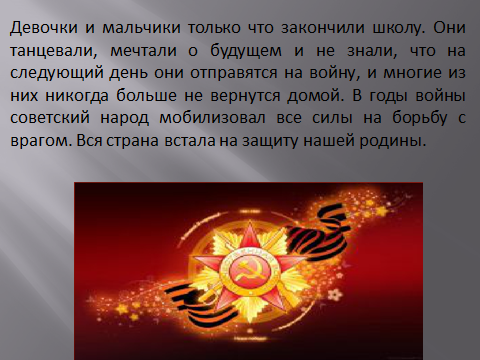 Девочки и мальчики только что закончили школу. Они
танцевали, мечтали о будущем и не знали, что на
следующий день они отправятся на войну, и многие из
них никогда больше не вернутся домой. В годы войны
советский народ мобилизовал все силы на борьбу с
врагом. Вся страна встала на защиту нашей родины.